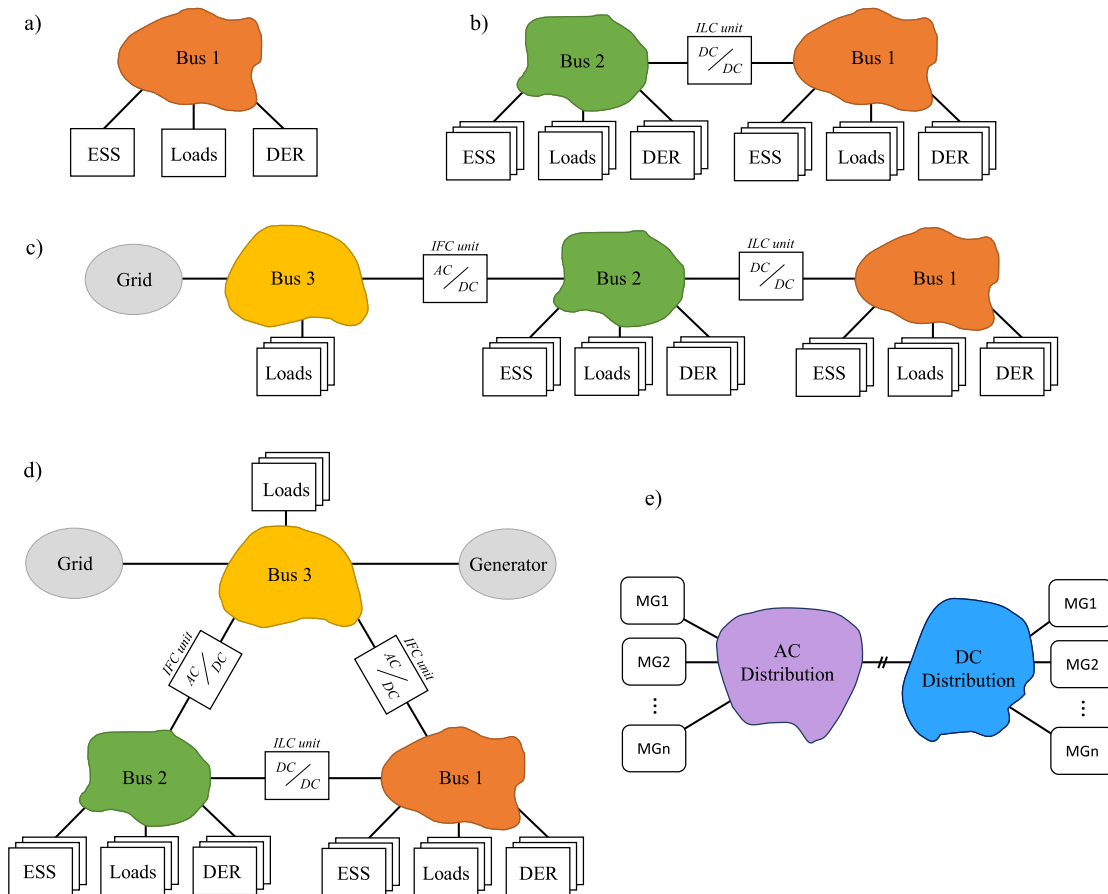 a)
Bus 1
ESS
Loads
DER
b)
Bus 2
ILC unit
DC/DC
Bus 1
ESS
Loads
DER
ESS
Loads
DER
c)
Grid
Bus 3
IFC unit
AC/DC
Bus 2
ILC unit
DC/DC
Bus 1
Loads
ESS
Loads
DER
ESS
Loads
DER
d)
Loads
Grid
Bus 3
Generator
IFC unit
AC/DC
IFC unit
AC/DC
Bus 2
ILC unit
DC/DC
Bus 1
ESS
Loads
DER
ESS
Loads
DER
e)
MG1
MG2
⋮
MGn
AC
Distribution
DC
Distribution
MG1
MG2
⋮
MGn